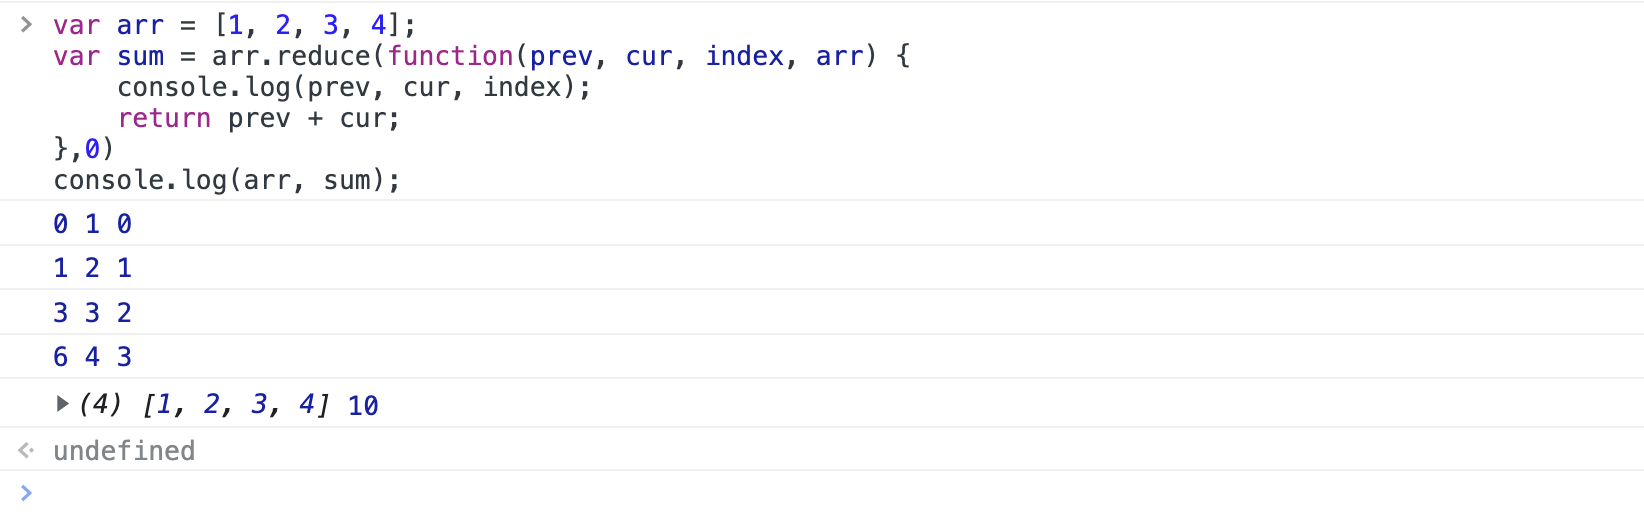 > var arr = [1, 2, 3, 4];
var sum = arr.reduce(function(prev, cur, index, arr) {
    console.log(prev, cur, index);
    return prev + cur;
},0)
console.log(arr, sum);
0 1 0
1 2 1
3 3 2
6 4 3
(4) [1, 2, 3, 4] 10
undefined
>